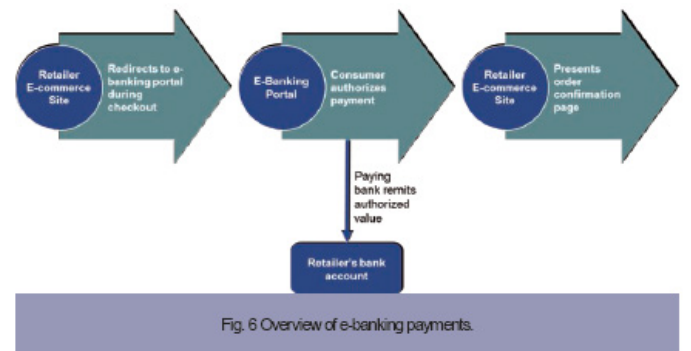 Retailer
E-commerce
Site
Redirects to e-
banking portal
during
checkout
E-Banking
Portal
Consumer
authorizes
payment
Retailer
E-commerce
Site
Presents
order
confirmation
page
Paying
bank remits
authorized
value
Retailer's bank
account
Fig. 6 Overview of e-banking payments.